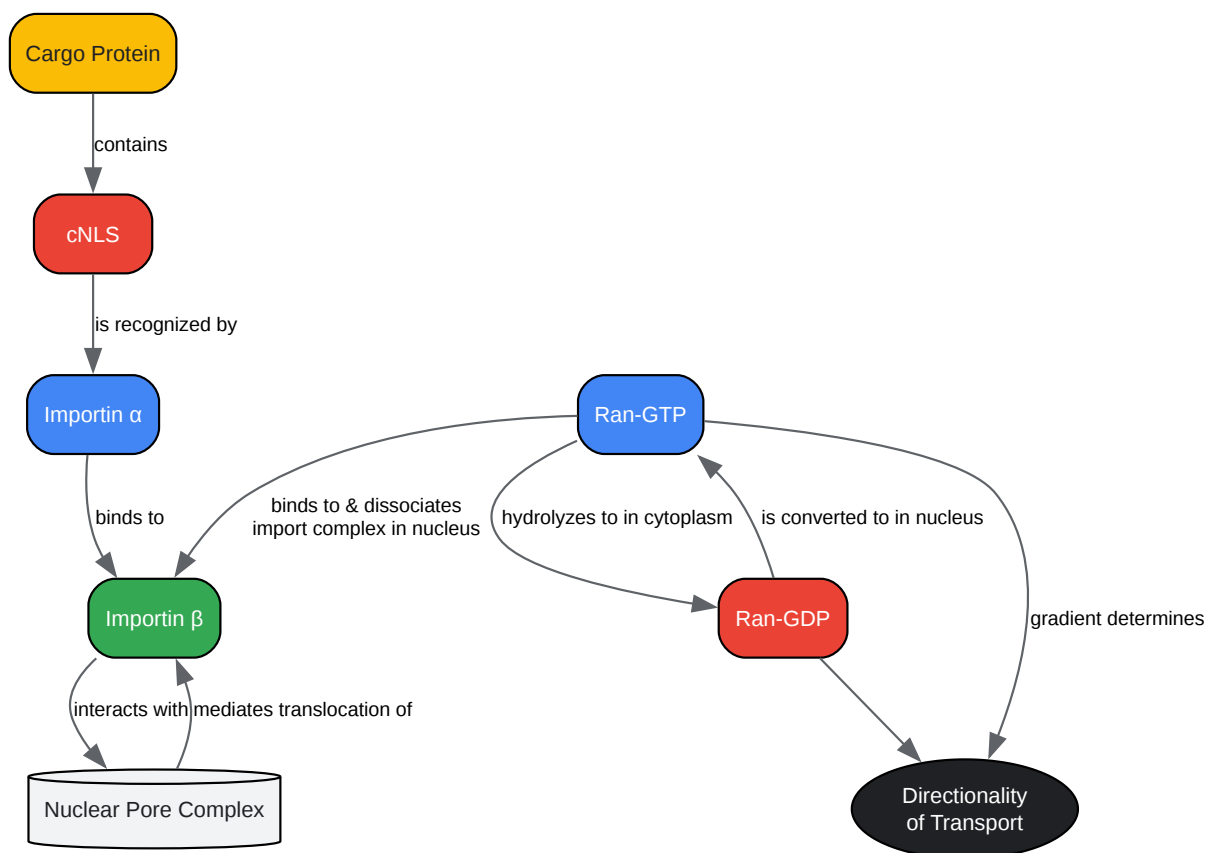 Cargo Protein
contains
cNLS
is recognized by
Importin α
Ran-GTP
binds to
binds to & dissociates
import complex in nucleus
hydrolyzes to in cytoplasm
is converted to in nucleus
Importin β
Ran-GDP
gradient determines
interacts with
mediates translocation of
Nuclear Pore Complex
Directionality
of Transport